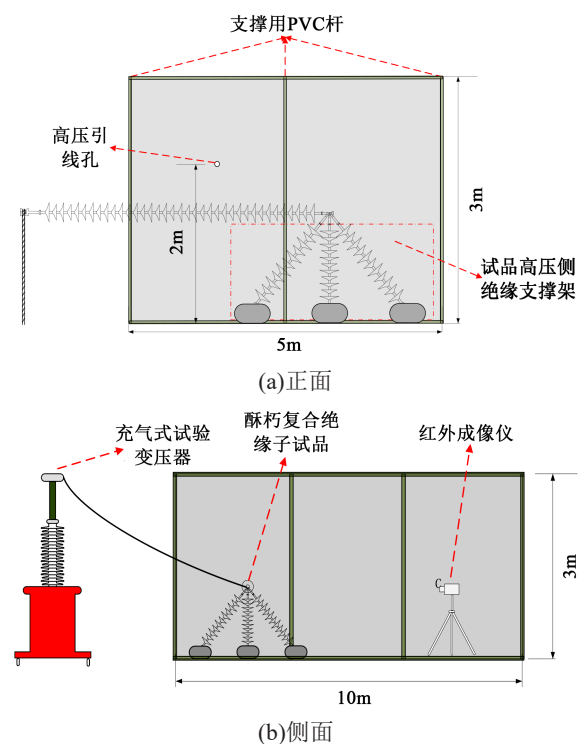 支撑用PVC杆
高压引
线孔
2m
3m
试品高压侧
绝缘支撑架
5m
(a)正面
充气式试验
变压器
酥朽复合绝
缘子试品
红外成像仪
C
3m
10m
(b)侧面